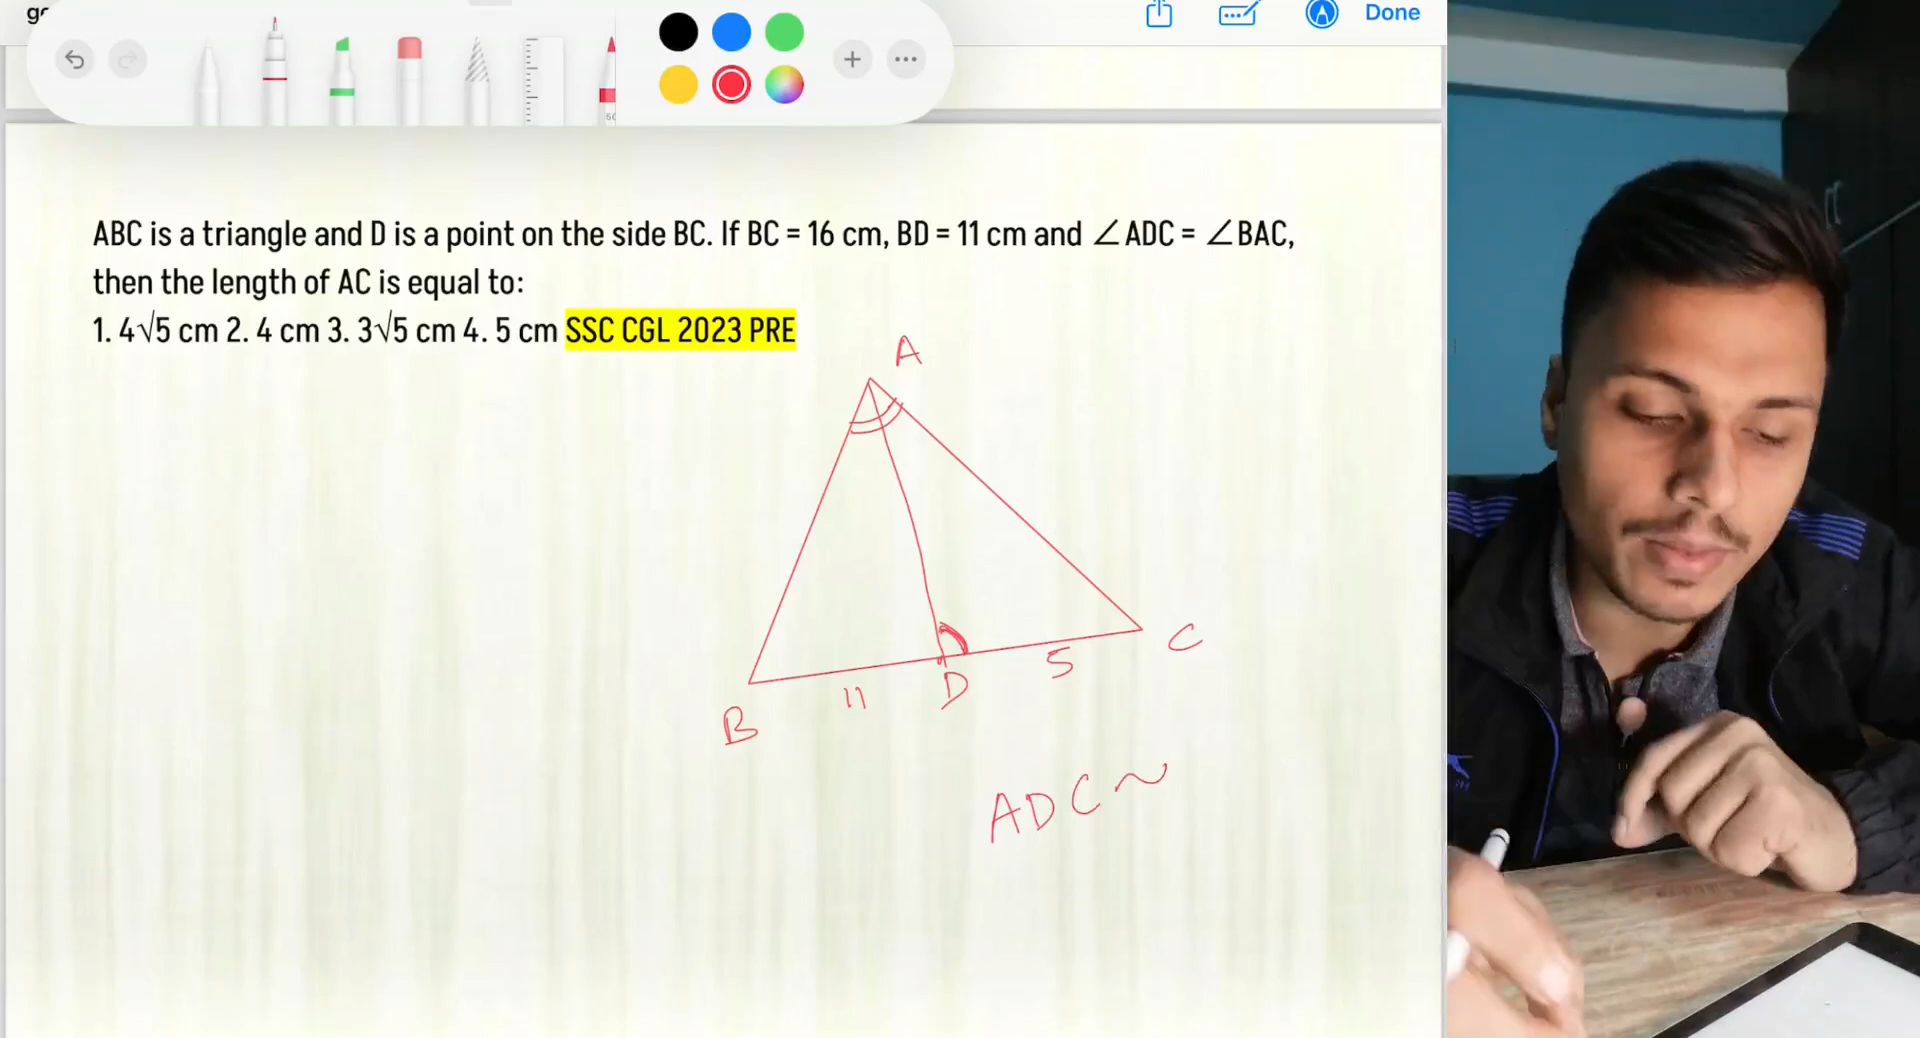 Done
50
ABC is a triangle and D is a point on the side BC. If BC = 16 cm, BD = 11 cm and ∠ADC = ∠BAC,
then the length of AC is equal to:
1. 4√5 cm 2. 4 cm 3. 3√5 cm 4. 5 cm SSC CGL 2023 PRE
A
C
5
11
D
B
ADC ~